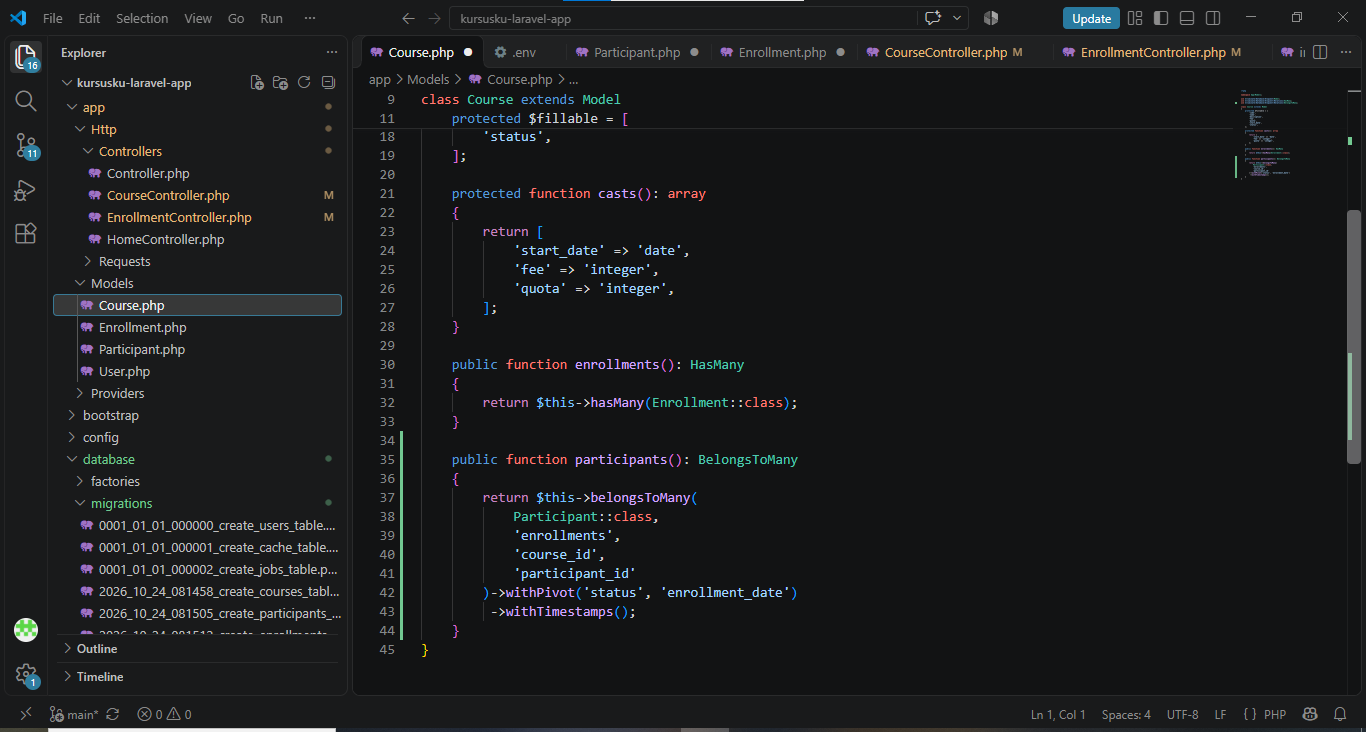 File Edit Selection View Go Run ···
kursusku-laravel-app
Update
Explorer
Course.php
.env
Participant.php
Enrollment.php
CourseController.php M
EnrollmentController.php M
app > Models > Course.php > ...
16
11
1
kursusku-laravel-app
app
Http
Controllers
Controller.php
CourseController.php M
EnrollmentController.php M
HomeController.php
Requests
Models
Course.php
Enrollment.php
Participant.php
User.php
Providers
bootstrap
config
database
factories
migrations
0001_01_01_000000_create_users_table....
0001_01_01_000001_create_cache_table....
0001_01_01_000002_create_jobs_table.p...
2026_10_24_081458_create_courses_tabl...
2026_10_24_081505_create_participants_...
Outline
Timeline
9 class Course extends Model
11 protected $fillable = [
18 'status',
19 ];
20
21 protected function casts(): array
22 {
23 return [
24 'start_date' => 'date',
25 'fee' => 'integer',
26 'quota' => 'integer',
27 ];
28 }
29
30 public function enrollments(): HasMany
31 {
32 return $this->hasMany(Enrollment::class);
33 }
34
35 public function participants(): BelongsToMany
36 {
37 return $this->belongsToMany(
38 Participant::class,
39 'enrollments',
40 'course_id',
41 'participant_id'
42 )->withPivot('status', 'enrollment_date')
43 ->withTimestamps();
44 }
45 }
main* 0 0
Ln 1, Col 1 Spaces: 4 UTF-8 LF { } PHP